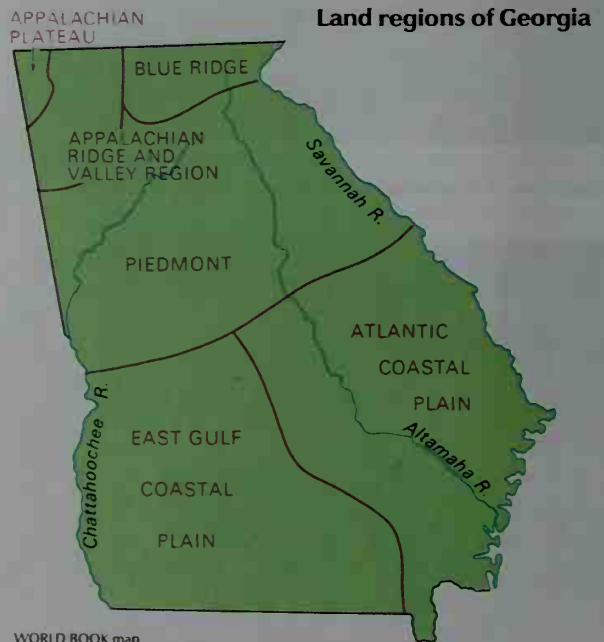 Land regions of Georgia
APPALACHIAN
PLATEAU
BLUE RIDGE
APPALACHIAN
RIDGE AND
VALLEY REGION
Savannah R.
PIEDMONT
ATLANTIC
COASTAL
PLAIN
Chattahoochee R.
EAST GULF
COASTAL
PLAIN
Altamaha R.
WORLD BOOK map